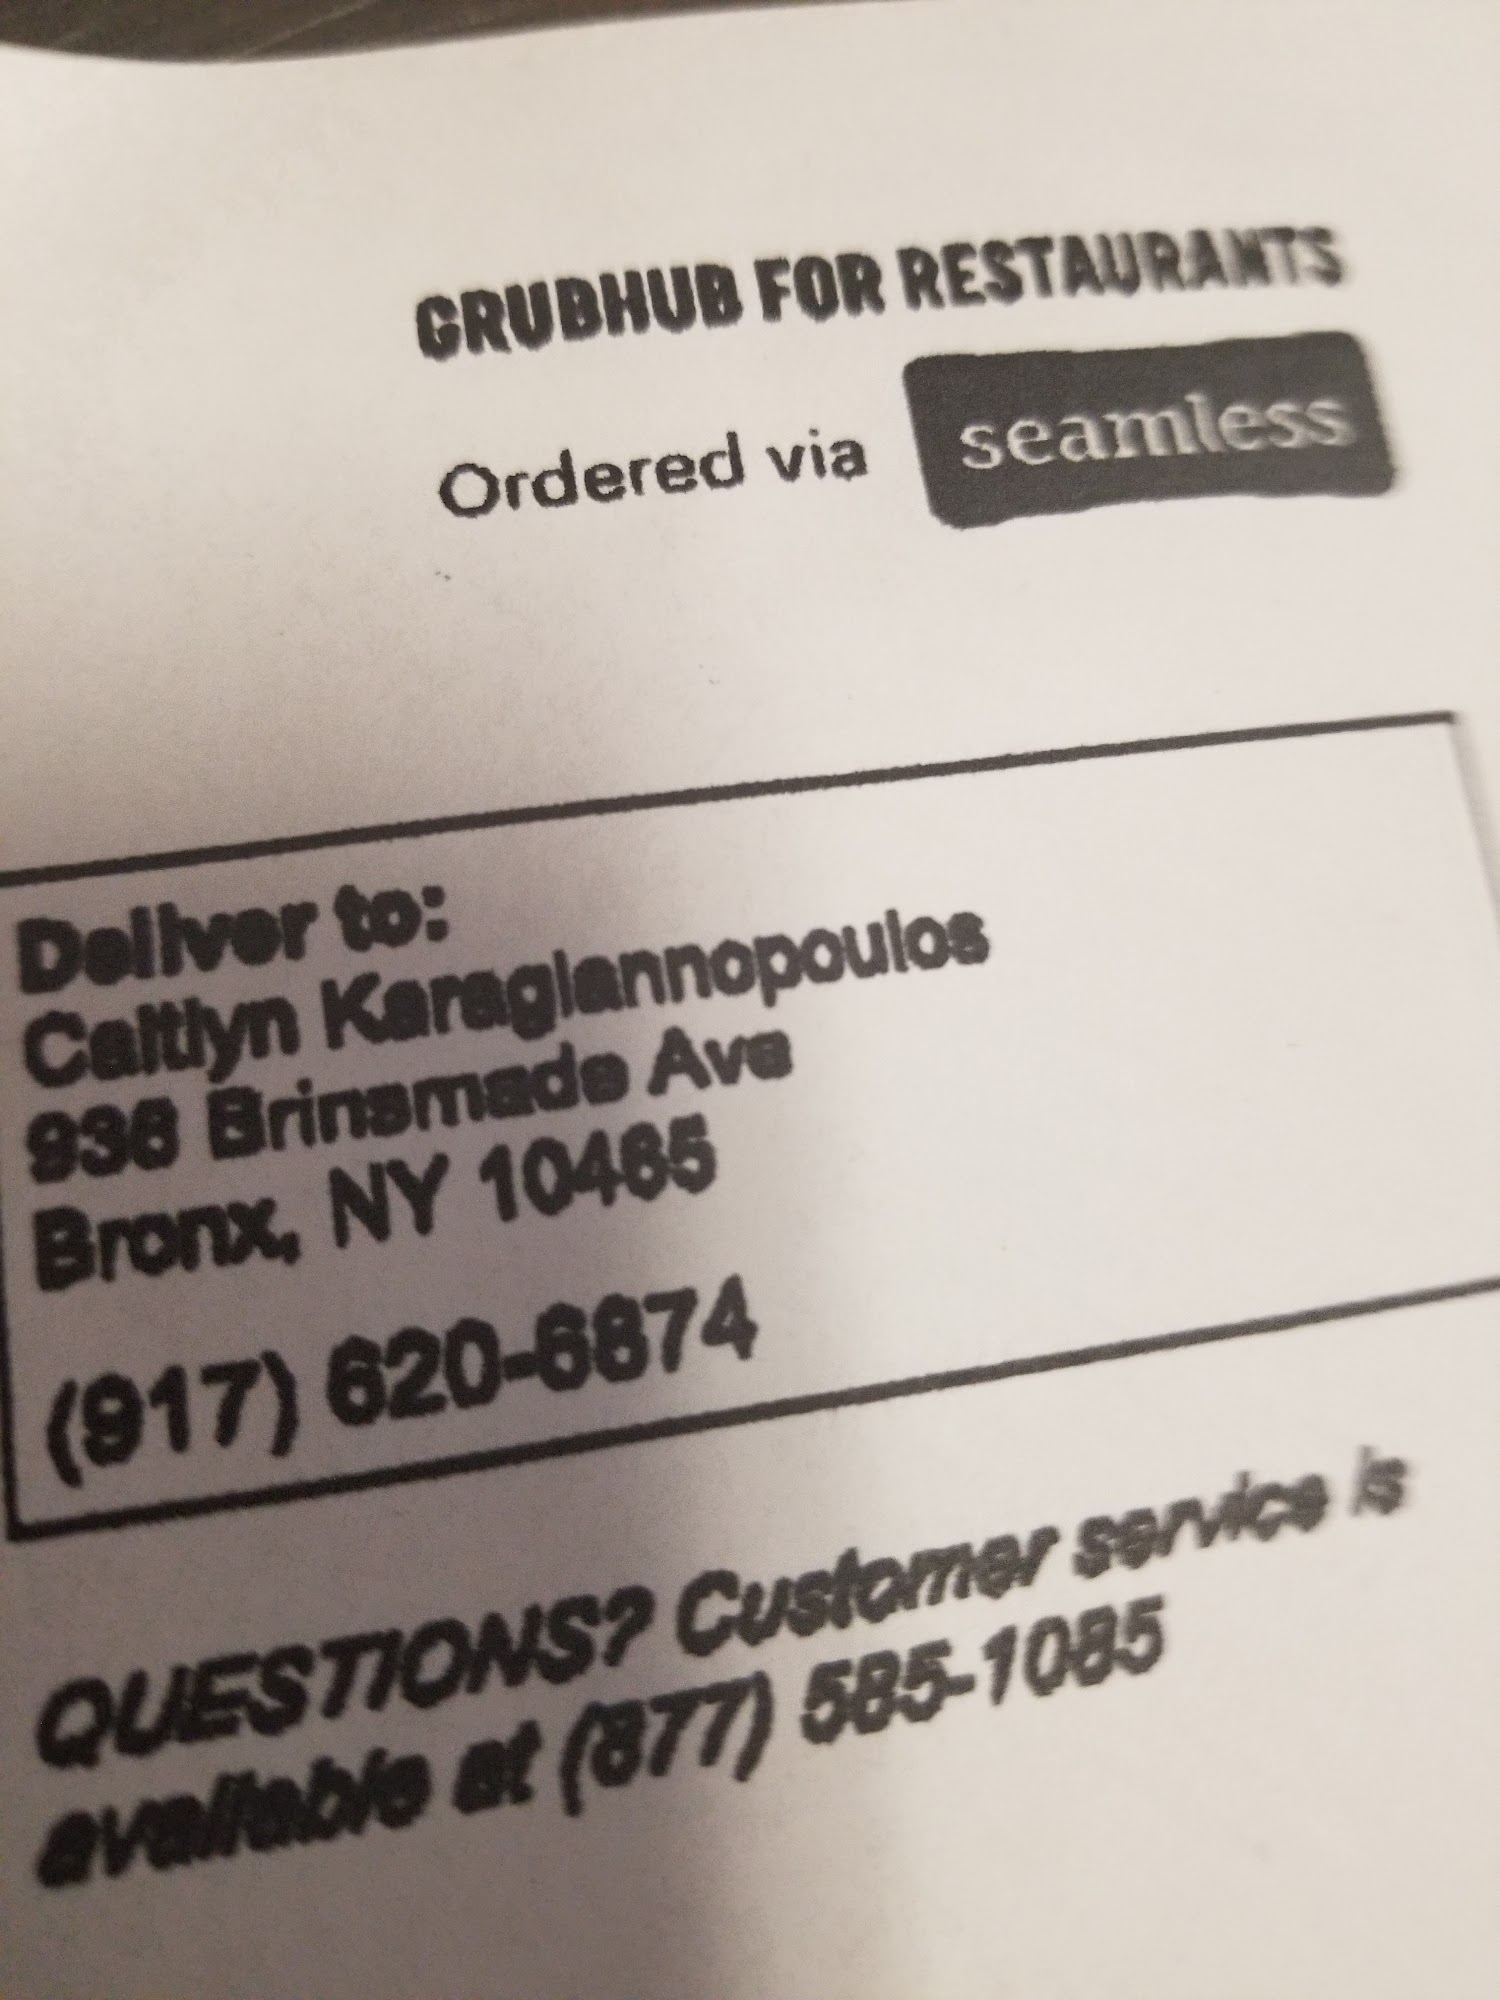 GRUBHUB FOR RESTAURANTS
Ordered via seamless
Deliver to:
Caitlyn Karagiannopoulos
936 Brinsmade Ave
Bronx, NY 10465
(917) 620-6874
QUESTIONS? Customer service is
available at (877) 585-1085